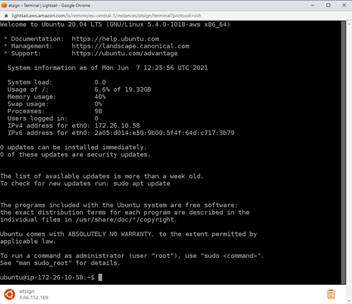 atsign - Terminal | Lightsail - Google Chrome
lightsail.aws.amazon.com/ls/remote/eu-central-1/instances/atsign/terminal?protocol=ssh
Welcome to Ubuntu 20.04 LTS (GNU/Linux 5.4.0-1018-aws x86_64)
* Documentation:  https://help.ubuntu.com
* Management:     https://landscape.canonical.com
* Support:        https://ubuntu.com/advantage
System information as of Mon Jun  7 12:25:56 UTC 2021
System load:  0.0
Usage of /:   6.6% of 19.32GB
Memory usage: 40%
Swap usage:   0%
Processes:    98
Users logged in: 0
IPv4 address for eth0: 172.26.10.58
IPv6 address for eth0: 2a05:d014:e50:9b00:5f4f:64d:c717:3b79
0 updates can be installed immediately.
0 of these updates are security updates.
The list of available updates is more than a week old.
To check for new updates run: sudo apt update
The programs included with the Ubuntu system are free software;
the exact distribution terms for each program are described in the
individual files in /usr/share/doc/*/copyright.
Ubuntu comes with ABSOLUTELY NO WARRANTY, to the extent permitted by
applicable law.
To run a command as administrator (user "root"), use "sudo <command>".
See "man sudo_root" for details.
ubuntu@ip-172-26-10-58:~$
atsign
3.66.152.169